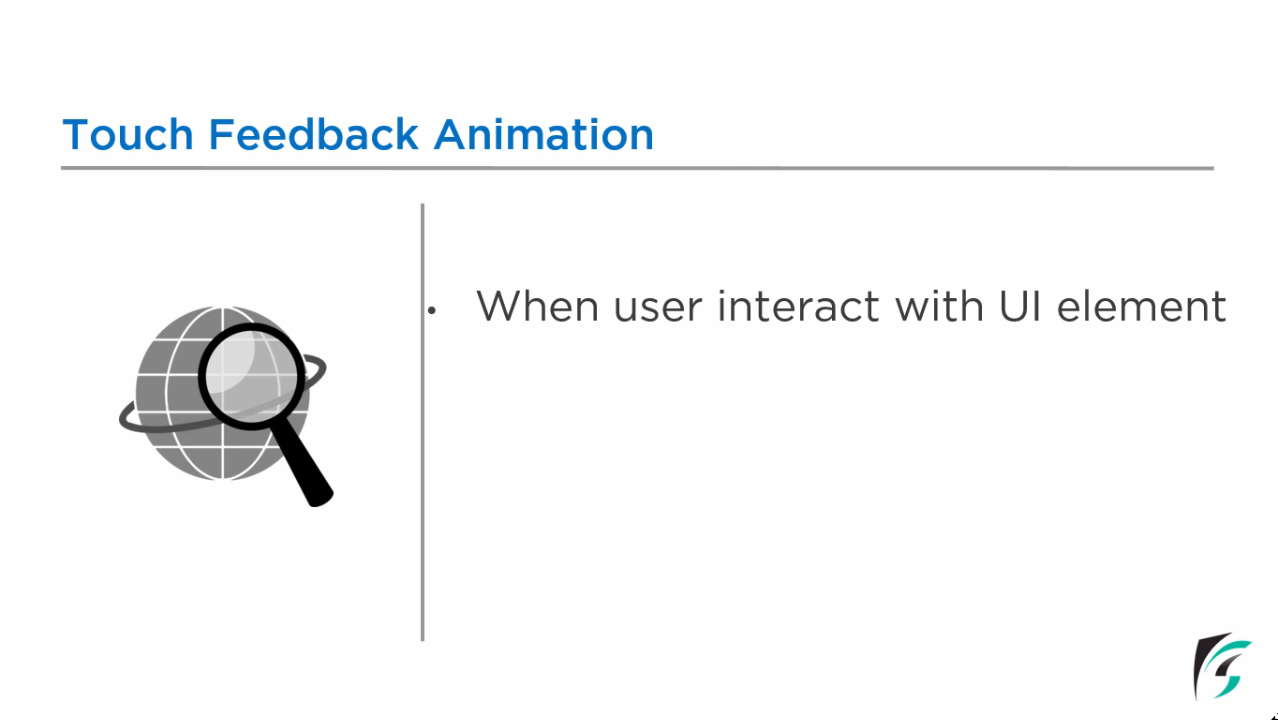 Touch Feedback Animation
• When user interact with UI element